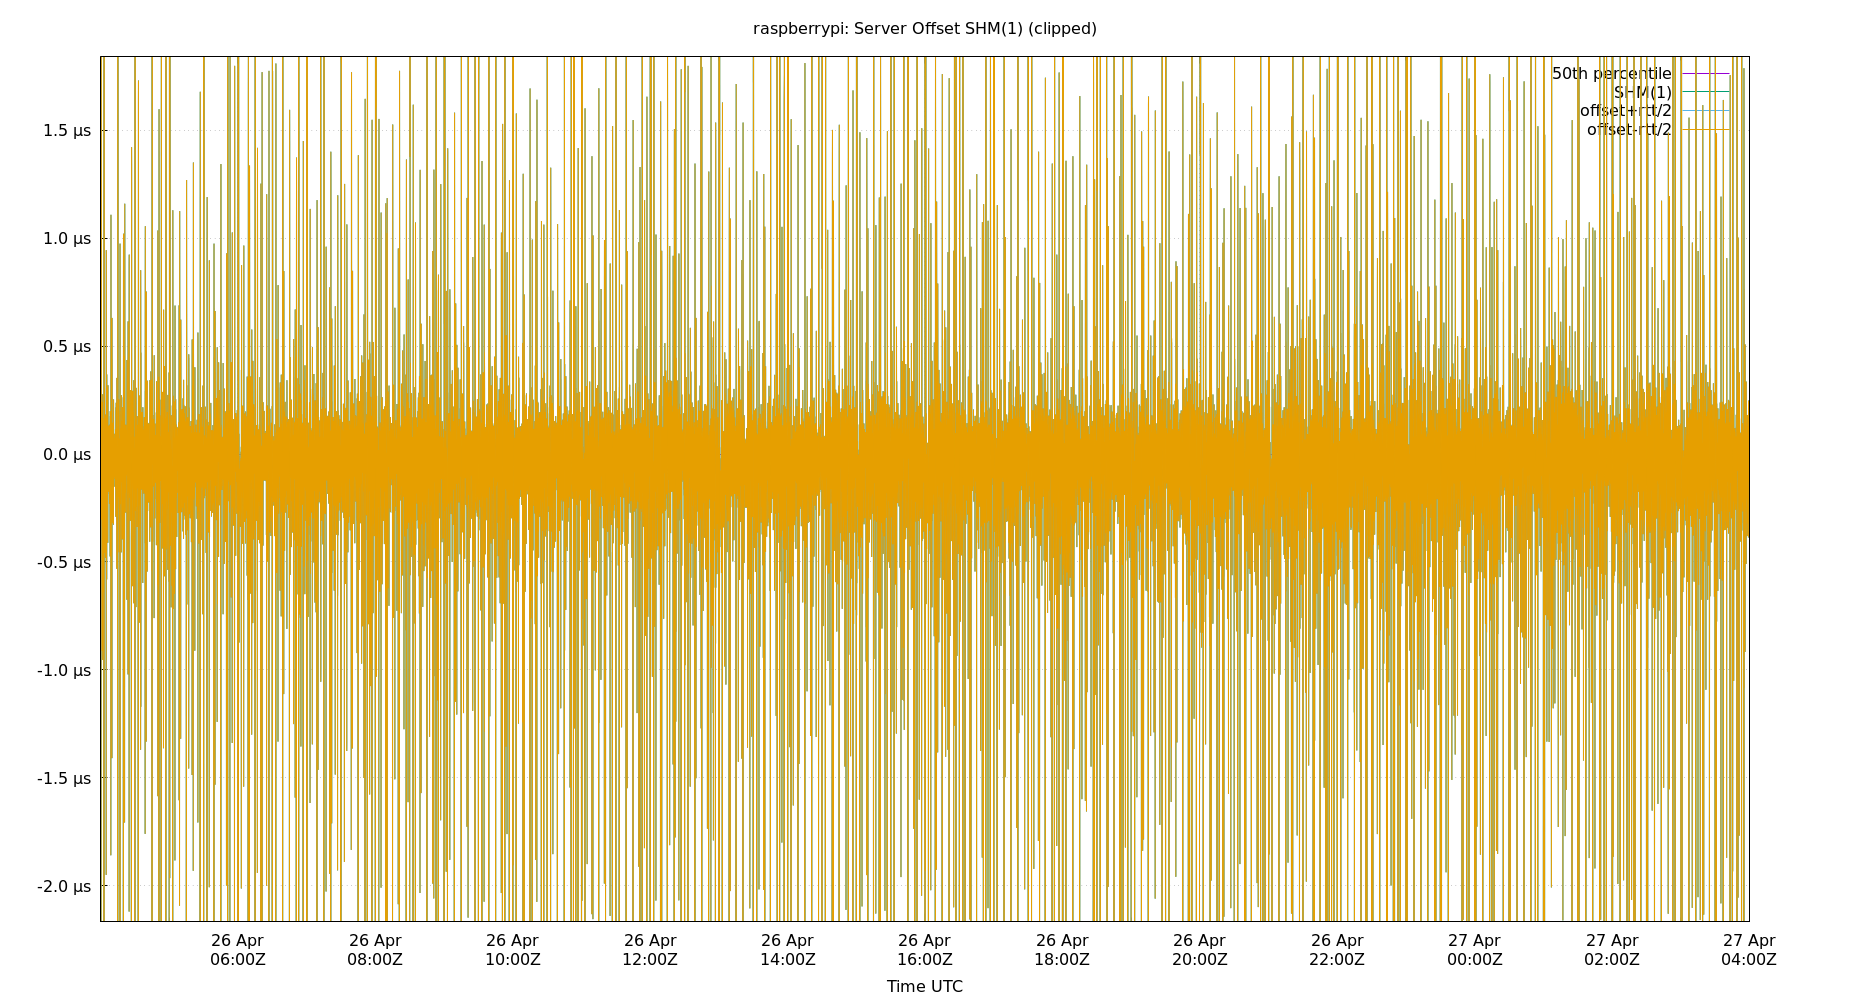 raspberrypi: Server Offset SHM(1) (clipped)
50th percentile
SHM(1)
offset+rtt/2
offset-rtt/2
1.5 µs
1.0 µs
0.5 µs
0.0 µs
-0.5 µs
-1.0 µs
-1.5 µs
-2.0 µs
26 Apr 26 Apr 26 Apr 26 Apr 26 Apr 26 Apr 26 Apr 26 Apr 26 Apr 27 Apr 27 Apr 27 Apr
06:00Z 08:00Z 10:00Z 12:00Z 14:00Z 16:00Z 18:00Z 20:00Z 22:00Z 00:00Z 02:00Z 04:00Z
Time UTC